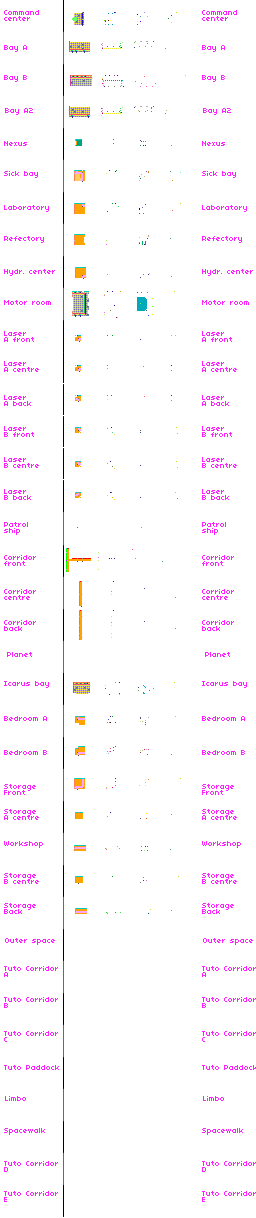 Command Command
center center
Bay A Bay A
Bay B Bay B
Bay A2 Bay A2
Nexus Nexus
Sick bay Sick bay
Laboratory Laboratory
Refectory Refectory
Hydr. center Hydr. center
Motor room Motor room
Laser Laser
A front A front
Laser Laser
A centre A centre
Laser Laser
A back A back
Laser Laser
B front B front
Laser Laser
B centre B centre
Laser Laser
B back B back
Patrol Patrol
ship ship
Corridor Corridor
front front
Corridor Corridor
centre centre
Corridor Corridor
back back
Planet Planet
Icarus bay Icarus bay
Bedroom A Bedroom A
Bedroom B Bedroom B
Storage Storage
Front Front
Storage Storage
A centre A centre
Workshop Workshop
Storage Storage
B centre B centre
Storage Storage
Back Back
Outer space Outer space
Tuto Corridor Tuto Corridor
A A
Tuto Corridor Tuto Corridor
B B
Tuto Corridor Tuto Corridor
C C
Tuto Paddock Tuto Paddock
Limbo Limbo
Spacewalk Spacewalk
Tuto Corridor Tuto Corridor
D D
Tuto Corridor Tuto Corridor
E E